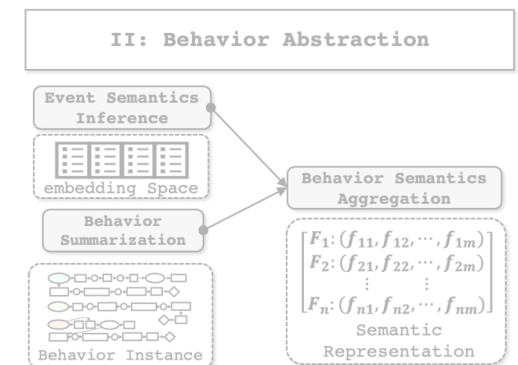 II: Behavior Abstraction
Event Semantics
Inference
embedding Space
Behavior
Summarization
Behavior Instance
Behavior Semantics
Aggregation
F₁: (f₁₁, f₁₂, ⋯, f₁ₘ)
F₂: (f₂₁, f₂₂, ⋯, f₂ₘ)
⋮ ⋮
Fₙ: (fₙ₁, fₙ₂, ⋯, fₙₘ)
Semantic
Representation